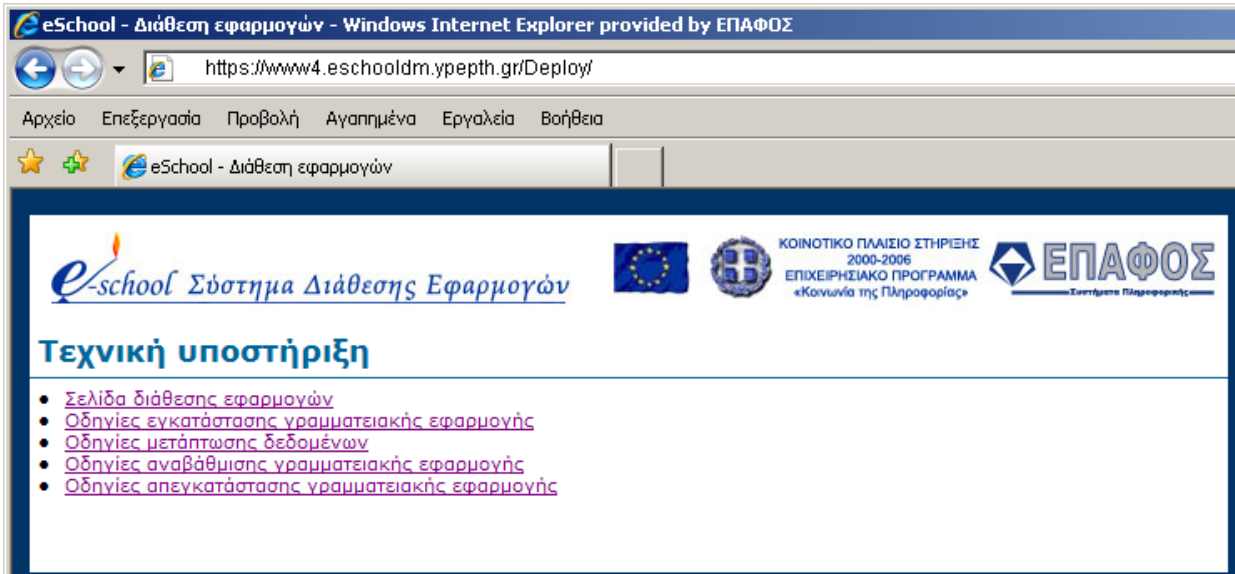 eSchool - Διάθεση εφαρμογών - Windows Internet Explorer provided by ΕΠΑΦΟΣ
https://www4.eschooldm.ypepth.gr/Deploy/
Αρχείο Επεξεργασία Προβολή Αγαπημένα Εργαλεία Βοήθεια
eSchool - Διάθεση εφαρμογών
e-school Σύστημα Διάθεσης Εφαρμογών
ΚΟΙΝΟΤΙΚΟ ΠΛΑΙΣΙΟ ΣΤΗΡΙΞΗΣ
2000-2006
ΕΠΙΧΕΙΡΗΣΙΑΚΟ ΠΡΟΓΡΑΜΜΑ
«Κοινωνία της Πληροφορίας»
ΕΠΑΦΟΣ
Συστήματα Πληροφορικής
Τεχνική υποστήριξη
Σελίδα διάθεσης εφαρμογών
Οδηγίες εγκατάστασης γραμματειακής εφαρμογής
Οδηγίες μετάπτωσης δεδομένων
Οδηγίες αναβάθμισης γραμματειακής εφαρμογής
Οδηγίες απεγκατάστασης γραμματειακής εφαρμογής